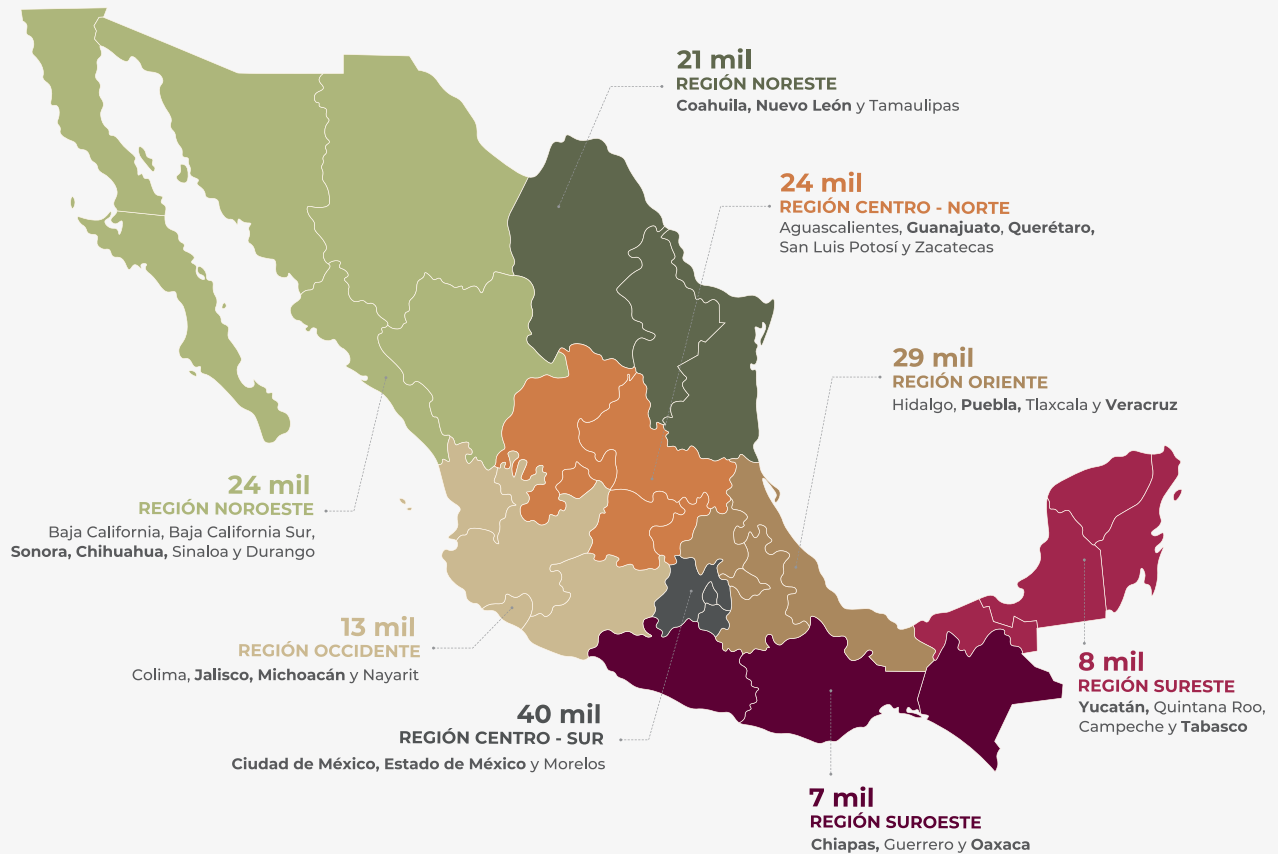 21 mil
REGIÓN NORESTE
Coahuila, Nuevo León y Tamaulipas
24 mil
REGIÓN CENTRO - NORTE
Aguascalientes, Guanajuato, Querétaro,
San Luis Potosí y Zacatecas
29 mil
REGIÓN ORIENTE
Hidalgo, Puebla, Tlaxcala y Veracruz
24 mil
REGIÓN NOROESTE
Baja California, Baja California Sur,
Sonora, Chihuahua, Sinaloa y Durango
13 mil
REGIÓN OCCIDENTE
Colima, Jalisco, Michoacán y Nayarit
40 mil
REGIÓN CENTRO - SUR
Ciudad de México, Estado de México y Morelos
8 mil
REGIÓN SURESTE
Yucatán, Quintana Roo,
Campeche y Tabasco
7 mil
REGIÓN SUROESTE
Chiapas, Guerrero y Oaxaca